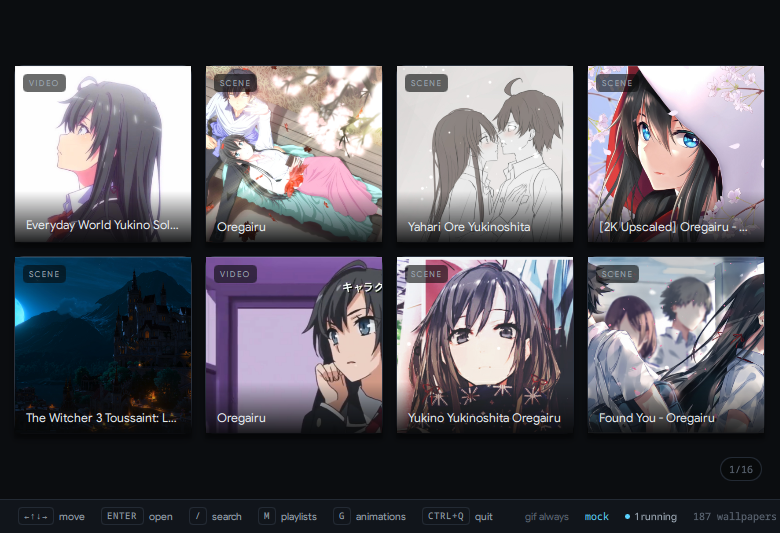 VIDEO
SCENE
SCENE
SCENE
Everyday World Yukino Sol...
Oregairu
Yahari Ore Yukinoshita
[2K Upscaled] Oregairu - ...
SCENE
VIDEO
SCENE
SCENE
キャラク
The Witcher 3 Toussaint: L...
Oregairu
Yukino Yukinoshita Oregairu
Found You - Oregairu
1/16
←↑↓→ move ENTER open / search M playlists G animations CTRL+Q quit gif always mock 1 running 187 wallpapers